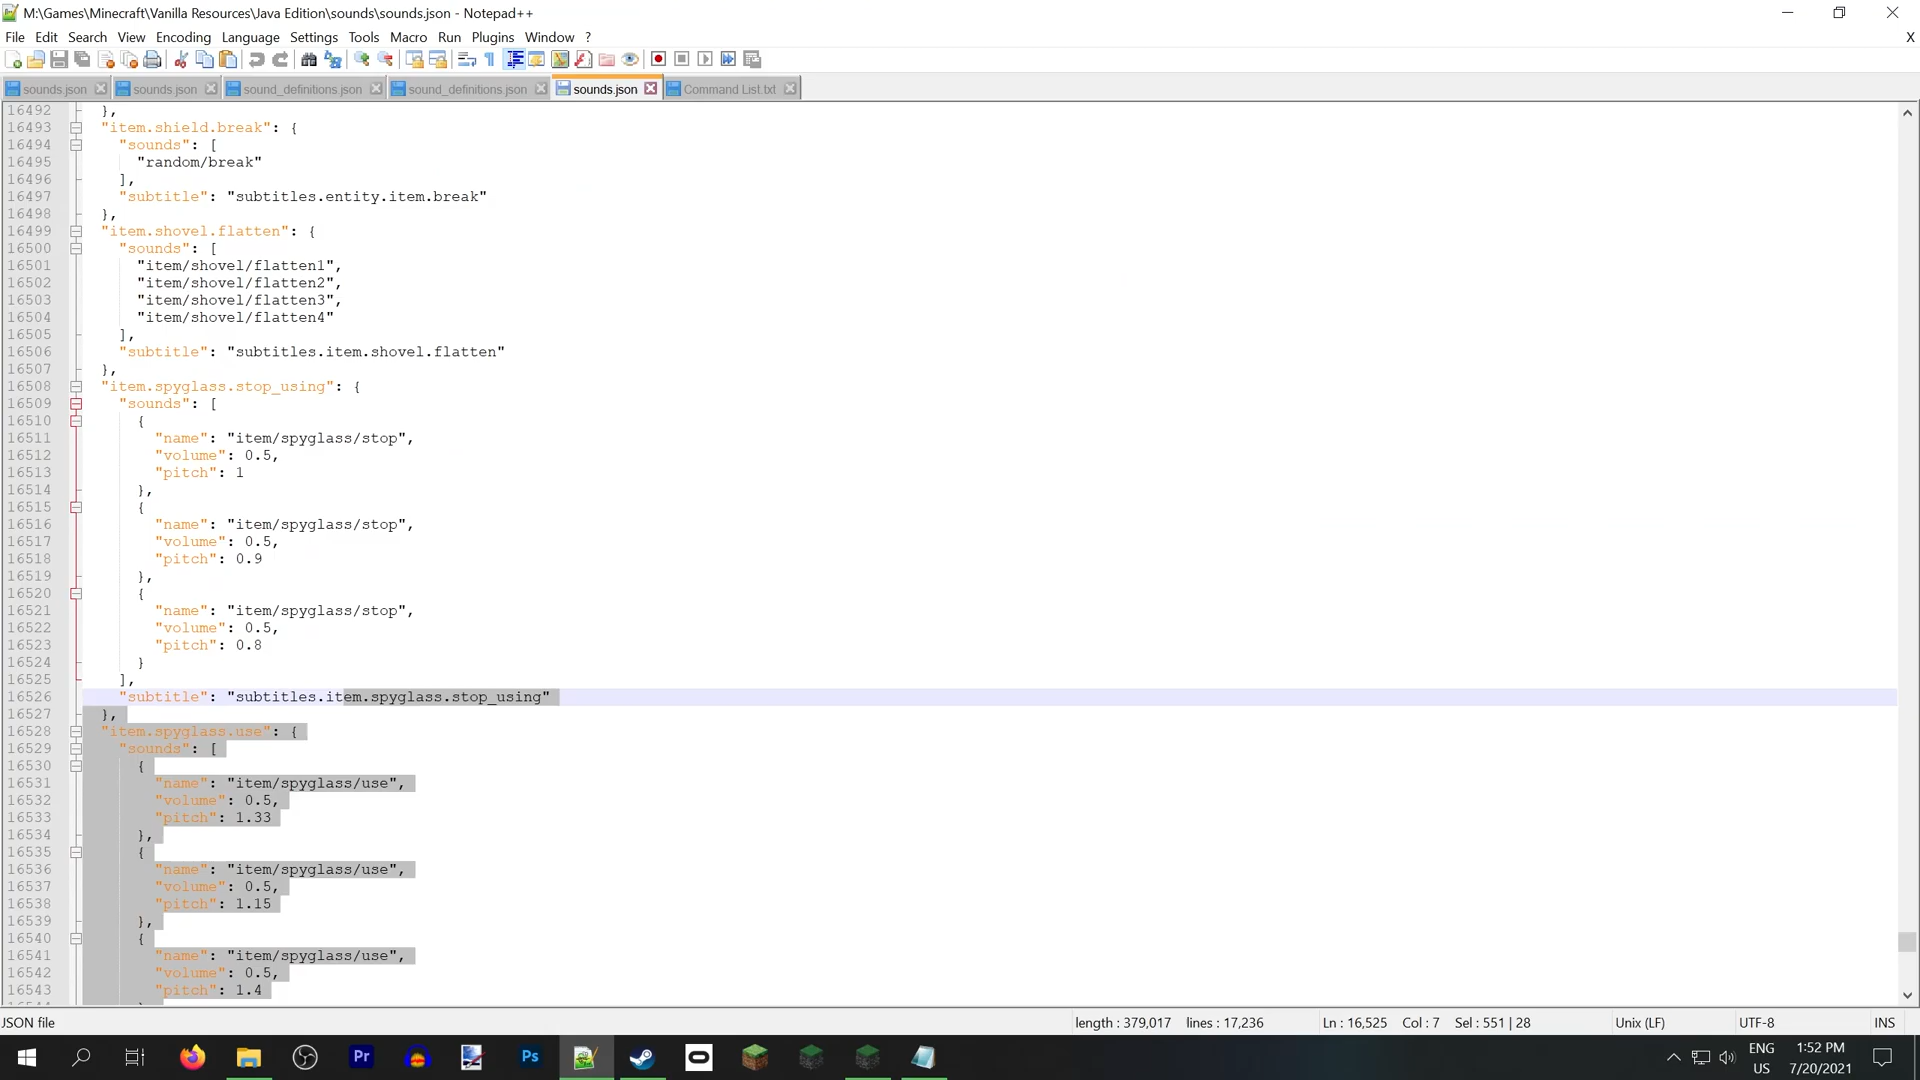 M:\Games\Minecraft\Vanilla Resources\Java Edition\sounds\sounds.json - Notepad++
File Edit Search View Encoding Language Settings Tools Macro Run Plugins Window ? X
sounds.json sounds.json sound_definitions.json sound_definitions.json sounds.json Command List.txt
16492 },
16493 "item.shield.break": {
16494 "sounds": [
16495 "random/break"
16496 ],
16497 "subtitle": "subtitles.entity.item.break"
16498 },
16499 "item.shovel.flatten": {
16500 "sounds": [
16501 "item/shovel/flatten1",
16502 "item/shovel/flatten2",
16503 "item/shovel/flatten3",
16504 "item/shovel/flatten4"
16505 ],
16506 "subtitle": "subtitles.item.shovel.flatten"
16507 },
16508 "item.spyglass.stop_using": {
16509 "sounds": [
16510 {
16511 "name": "item/spyglass/stop",
16512 "volume": 0.5,
16513 "pitch": 1
16514 },
16515 {
16516 "name": "item/spyglass/stop",
16517 "volume": 0.5,
16518 "pitch": 0.9
16519 },
16520 {
16521 "name": "item/spyglass/stop",
16522 "volume": 0.5,
16523 "pitch": 0.8
16524 }
16525 ],
16526 "subtitle": "subtitles.item.spyglass.stop_using"
16527 },
16528 "item.spyglass.use": {
16529 "sounds": [
16530 {
16531 "name": "item/spyglass/use",
16532 "volume": 0.5,
16533 "pitch": 1.33
16534 },
16535 {
16536 "name": "item/spyglass/use",
16537 "volume": 0.5,
16538 "pitch": 1.15
16539 },
16540 {
16541 "name": "item/spyglass/use",
16542 "volume": 0.5,
16543 "pitch": 1.4
JSON file length : 379,017 lines : 17,236 Ln : 16,525 Col : 7 Sel : 551 | 28 Unix (LF) UTF-8 INS
Pr Ps ENG 1:52 PM
US 7/20/2021